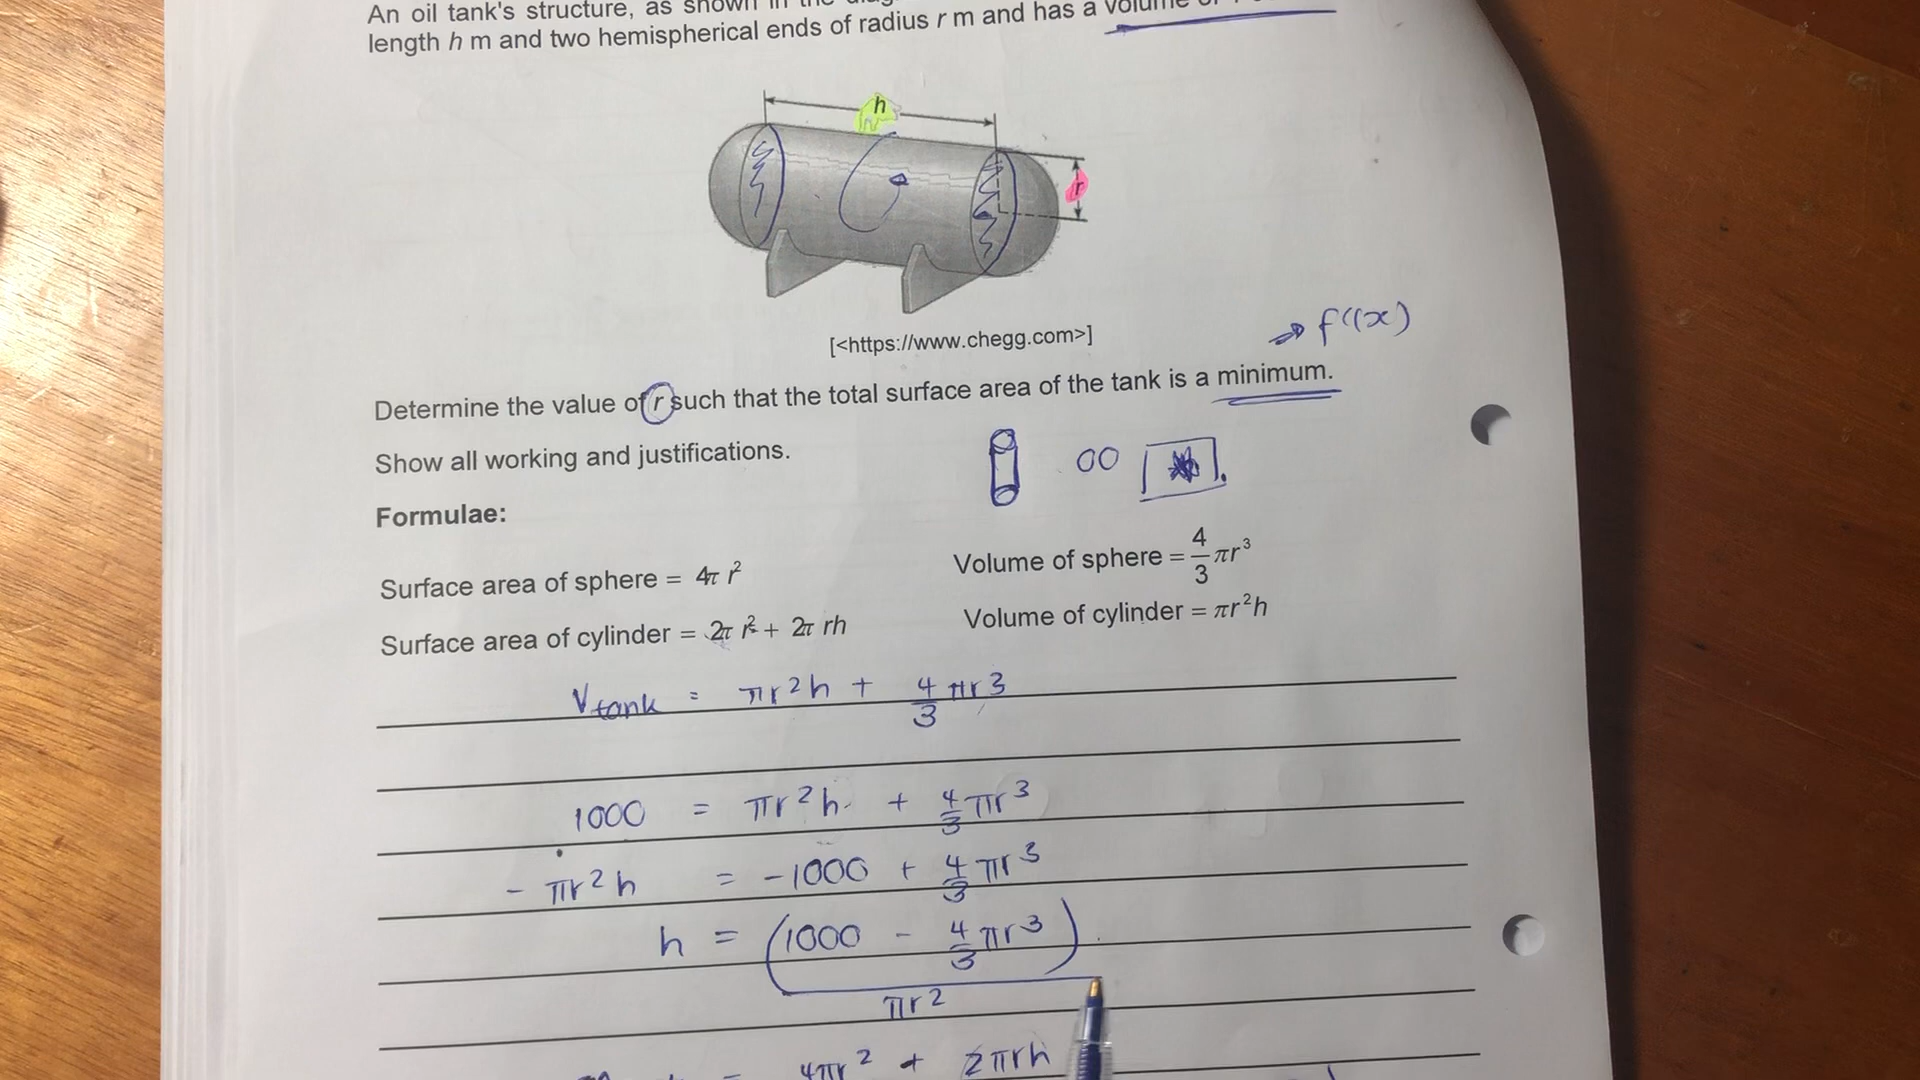 An oil tank's structure, as shown in the
length h m and two hemispherical ends of radius r m and has a volume
h
r
[<https://www.chegg.com>]
→ f''(x)
Determine the value of r such that the total surface area of the tank is a minimum.
Show all working and justifications.
Formulae:
Surface area of sphere = 4π r²
Volume of sphere = 4/3 πr³
Surface area of cylinder = 2π r² + 2π rh
Volume of cylinder = πr²h
Vtank = πr²h + 4/3 πr³
1000 = πr²h + 4/3 πr³
- πr²h = -1000 + 4/3 πr³
h = (1000 - 4/3 πr³)
πr²
= 4πr² + 2πrh